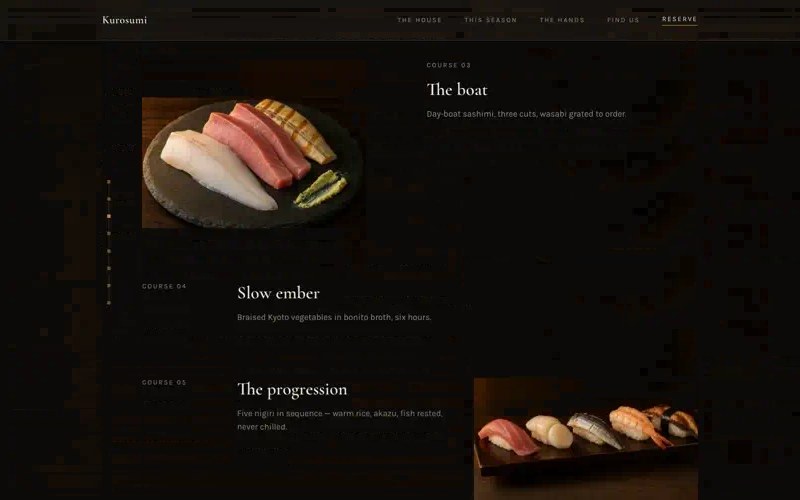 Kurosumi
THE HOUSE
THIS SEASON
THE HANDS
FIND US
RESERVE
COURSE 03
The boat
Day-boat sashimi, three cuts, wasabi grated to order.
COURSE 04
Slow ember
Braised Kyoto vegetables in bonito broth, six hours.
COURSE 05
The progression
Five nigiri in sequence — warm rice, akazu, fish rested,
never chilled.